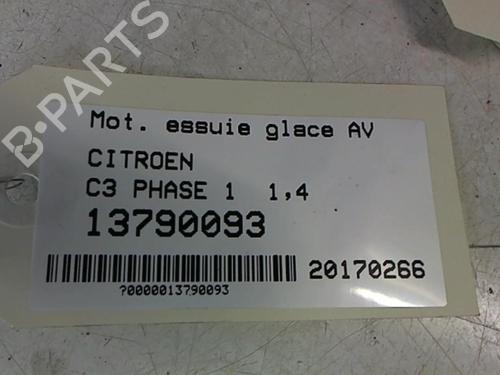 B-PARTS
Mot. essuie glace AV
CITROEN
C3 PHASE 1 1,4
13790093
20170266
?0000013790093